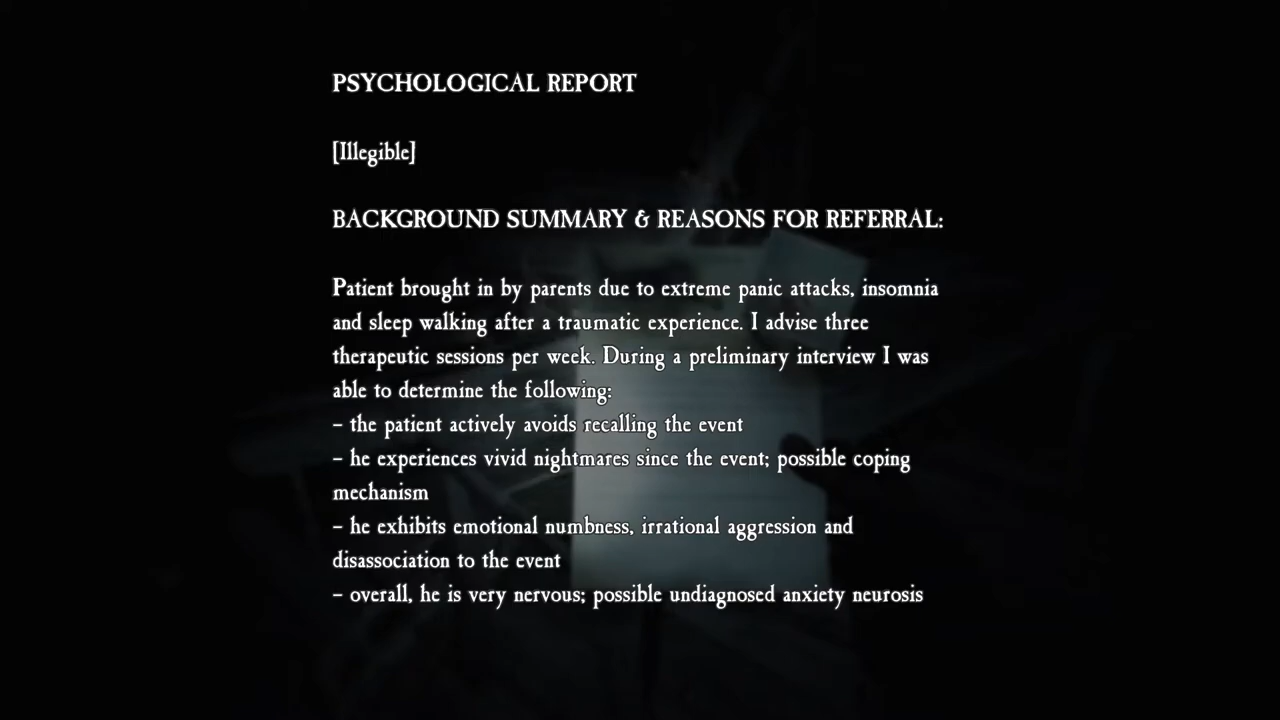 PSYCHOLOGICAL REPORT
[Illegible]
BACKGROUND SUMMARY & REASONS FOR REFERRAL:
Patient brought in by parents due to extreme panic attacks, insomnia
and sleep walking after a traumatic experience. I advise three
therapeutic sessions per week. During a preliminary interview I was
able to determine the following:
– the patient actively avoids recalling the event
– he experiences vivid nightmares since the event; possible coping
mechanism
– he exhibits emotional numbness, irrational aggression and
disassociation to the event
– overall, he is very nervous; possible undiagnosed anxiety neurosis